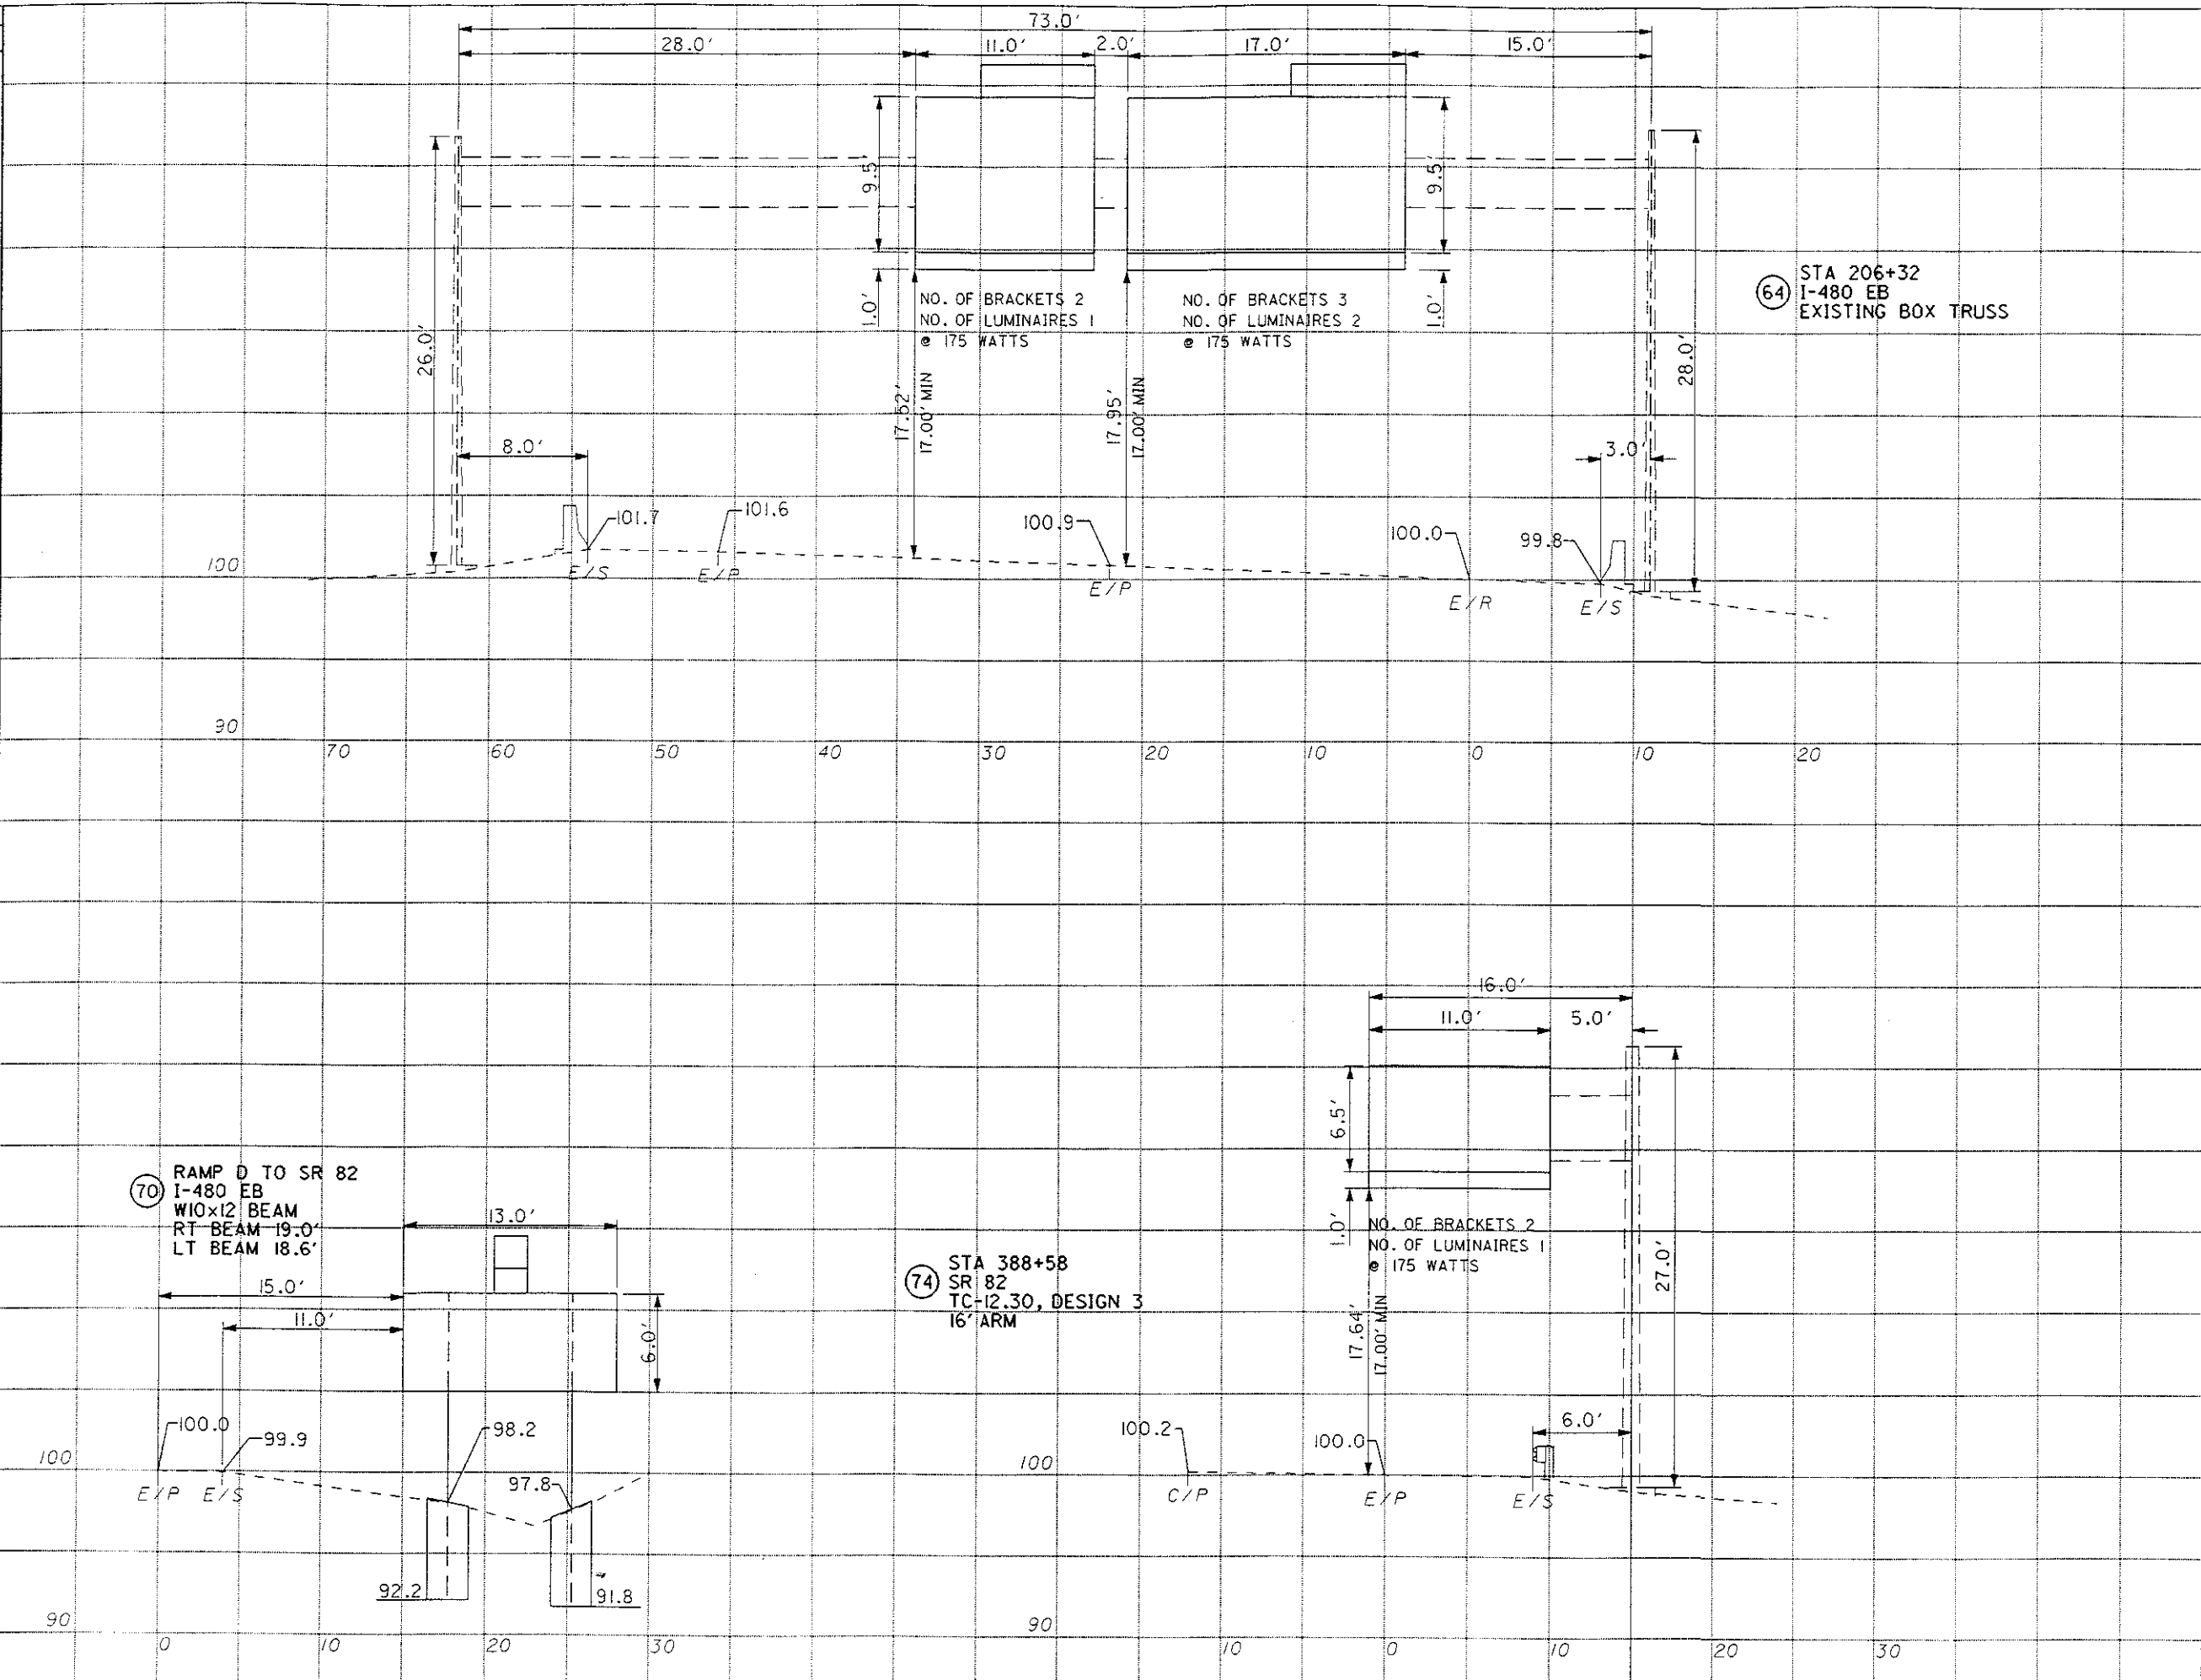 73.0'
28.0'
11.0'
2.0'
17.0'
15.0'
9.5'
9.5'
1.0'
1.0'
26.0'
28.0'
NO. OF BRACKETS 2
NO. OF LUMINAIRES 1
@ 175 WATTS
NO. OF BRACKETS 3
NO. OF LUMINAIRES 2
@ 175 WATTS
64
STA 206+32
I-480 EB
EXISTING BOX TRUSS
17.52'
17.00' MIN
17.95'
17.00' MIN
8.0'
3.0'
101.7
101.6
100.9
100.0
99.8
100
E/S
E/P
E/P
E/R
E/S
90
70
60
50
40
30
20
10
0
10
20
70
RAMP D TO SR 82
I-480 EB
W10x12 BEAM
RT BEAM 19.0'
LT BEAM 18.6'
13.0'
15.0'
11.0'
6.0'
100.0
99.9
98.2
97.8
100
E/P
E/S
92.2
91.8
90
0
10
20
30
74
STA 388+58
SR 82
TC-12.30, DESIGN 3
16' ARM
16.0'
11.0'
5.0'
6.5'
1.0'
27.0'
NO. OF BRACKETS 2
NO. OF LUMINAIRES 1
@ 175 WATTS
17.64'
17.00' MIN
6.0'
100.2
100.0
100
C/P
E/P
E/S
90
10
0
10
20
30